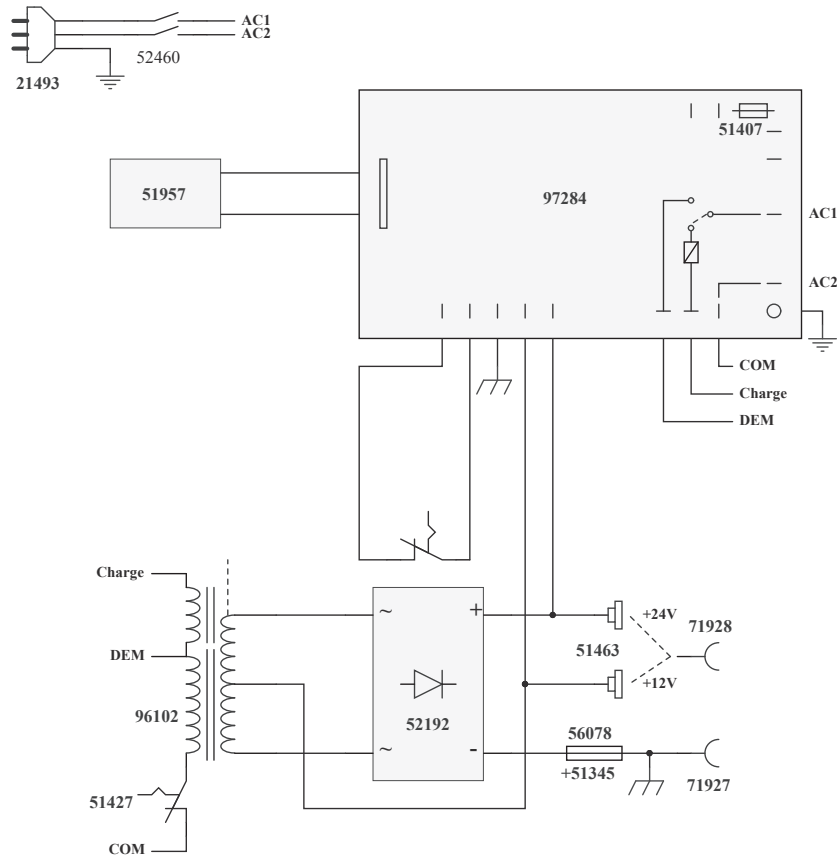 AC1
AC2
52460
21493
51407
51957
97284
AC1
AC2
COM
Charge
DEM
Charge
DEM
96102
51427
COM
~
~
+
-
52192
+24V
51463
71928
+12V
56078
+51345
71927